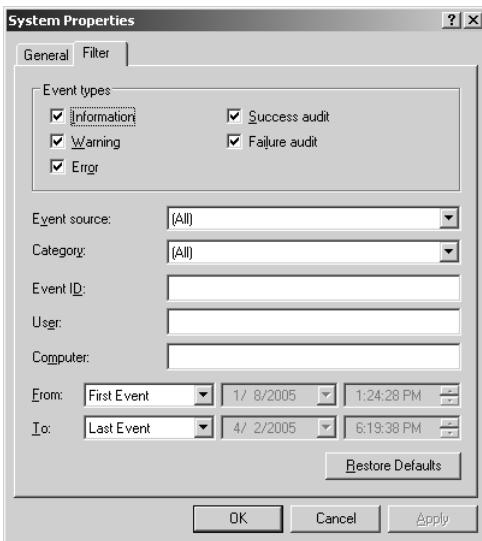 System Properties
General Filter
Event types
Information Success audit
Warning Failure audit
Error
Event source: (All)
Category: (All)
Event ID:
User:
Computer:
From: First Event 1/ 8/2005 1:24:28 PM
To: Last Event 4/ 2/2005 6:19:38 PM
Restore Defaults
OK Cancel Apply